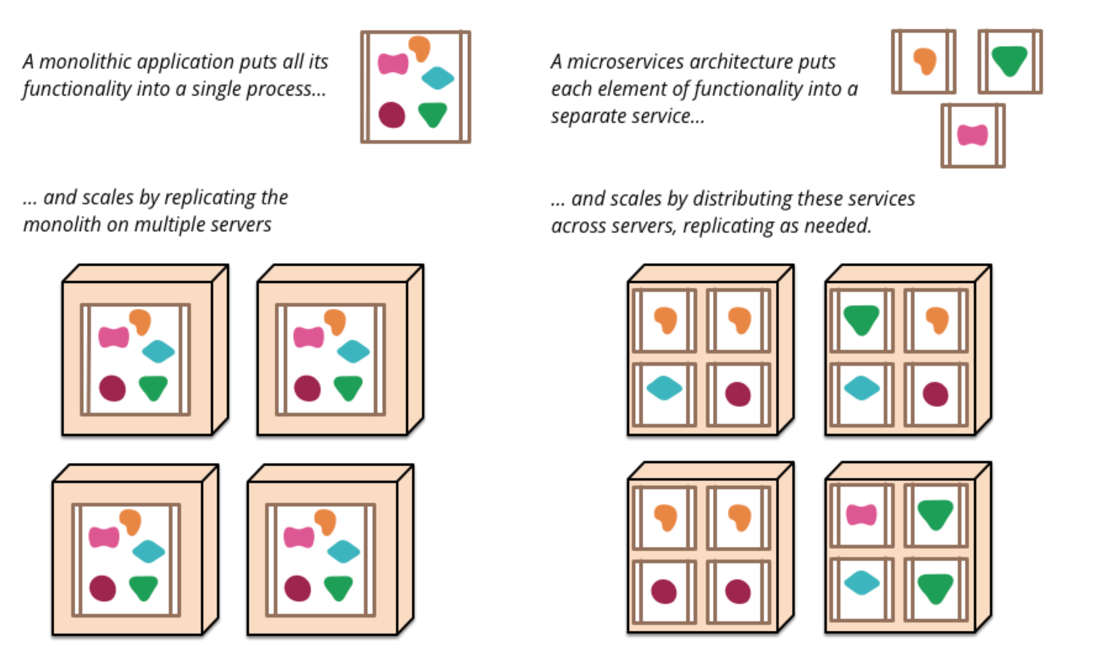 A monolithic application puts all its
functionality into a single process...
... and scales by replicating the
monolith on multiple servers
A microservices architecture puts
each element of functionality into a
separate service...
... and scales by distributing these services
across servers, replicating as needed.